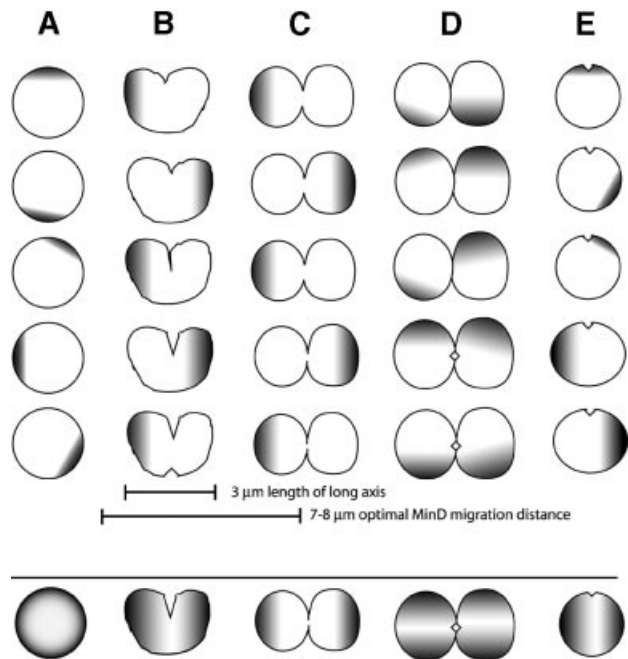 A B C D E
3 µm length of long axis
7-8 µm optimal MinD migration distance